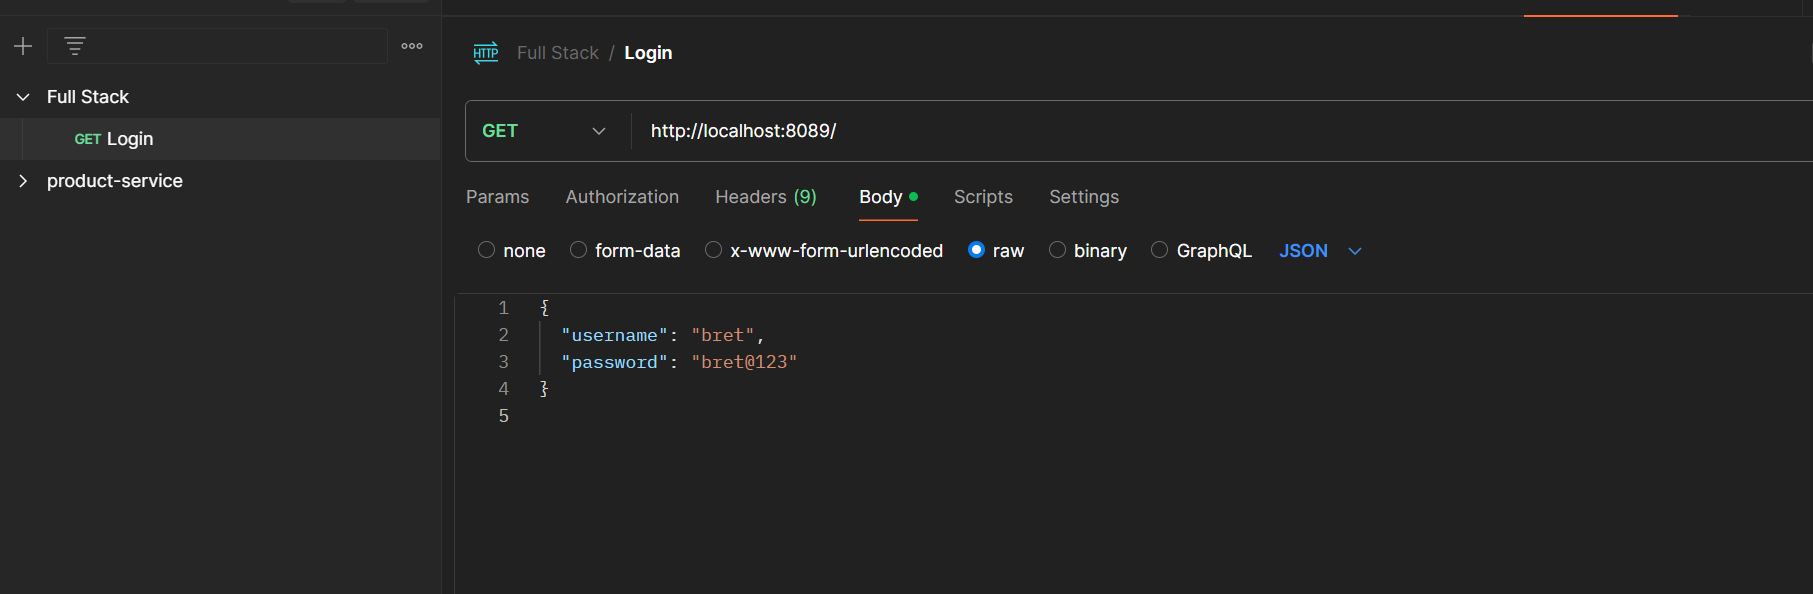 Full Stack
GET Login
product-service
HTTP Full Stack / Login
GET http://localhost:8089/
Params Authorization Headers (9) Body Scripts Settings
none form-data x-www-form-urlencoded raw binary GraphQL JSON
1 {
2 "username": "bret",
3 "password": "bret@123"
4 }
5